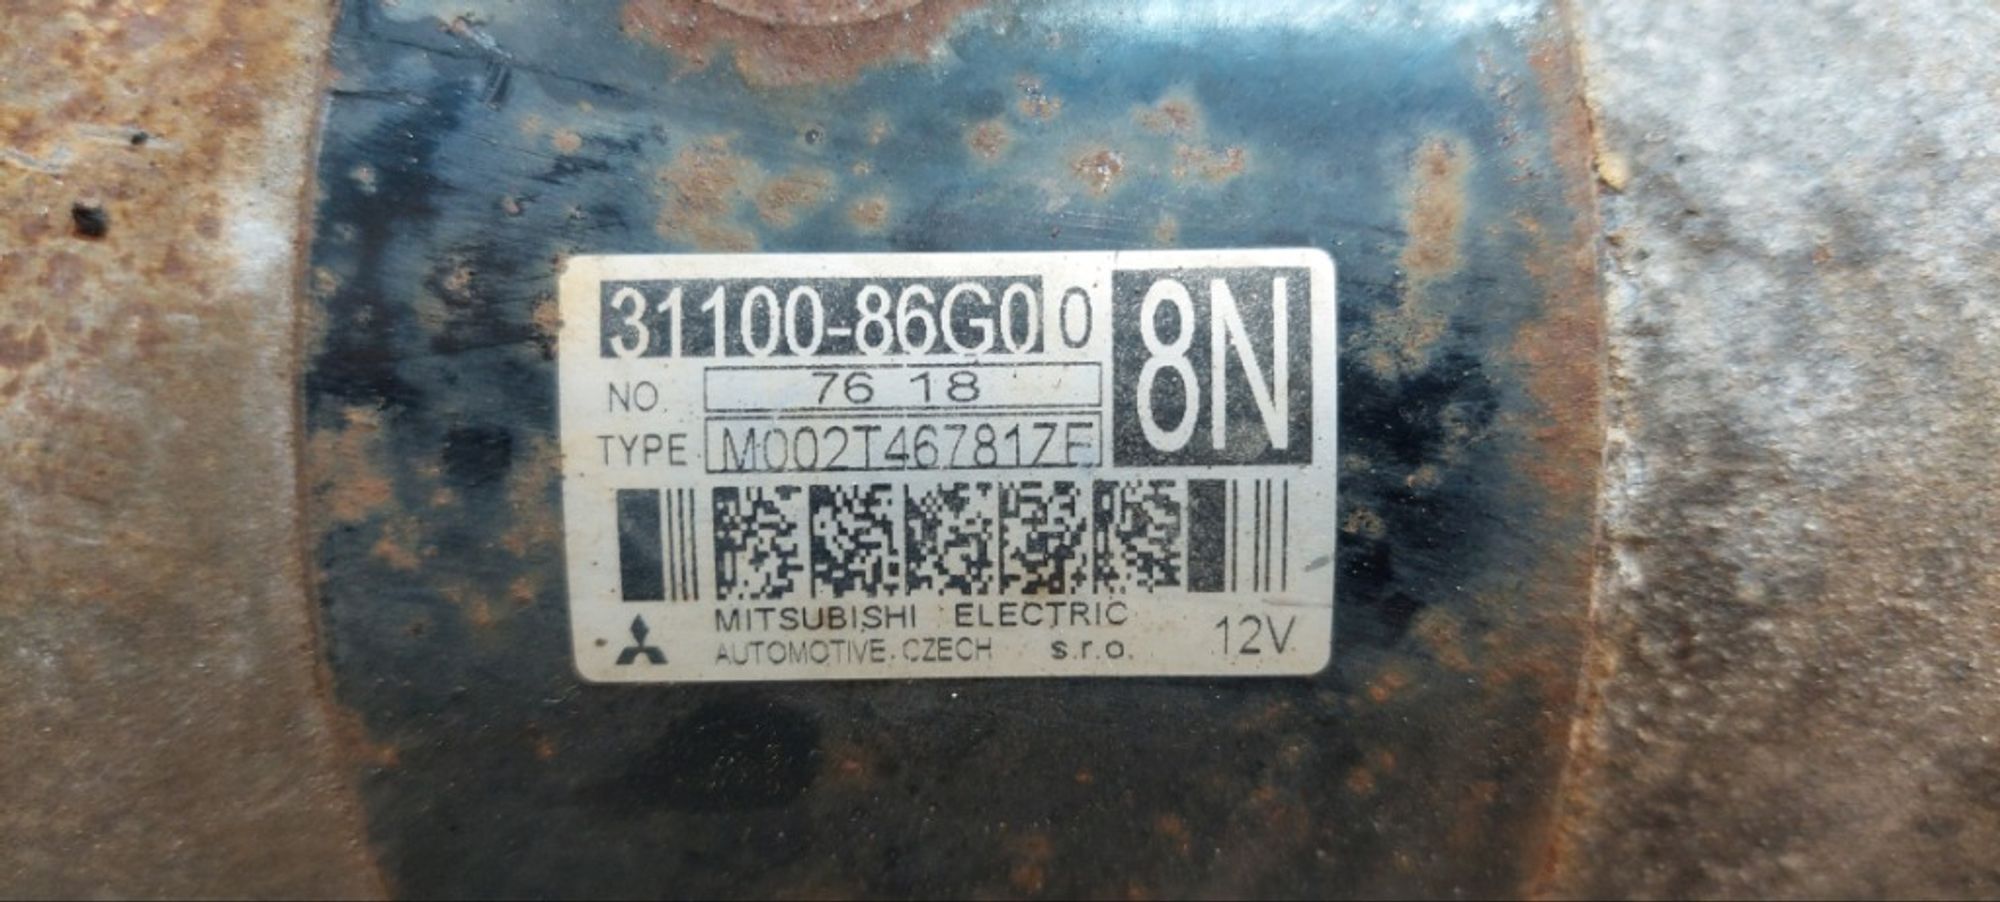 31100-86G00
8N
NO. 76 18
TYPE M002T46781ZE
MITSUBISHI ELECTRIC
AUTOMOTIVE CZECH s.r.o.
12V